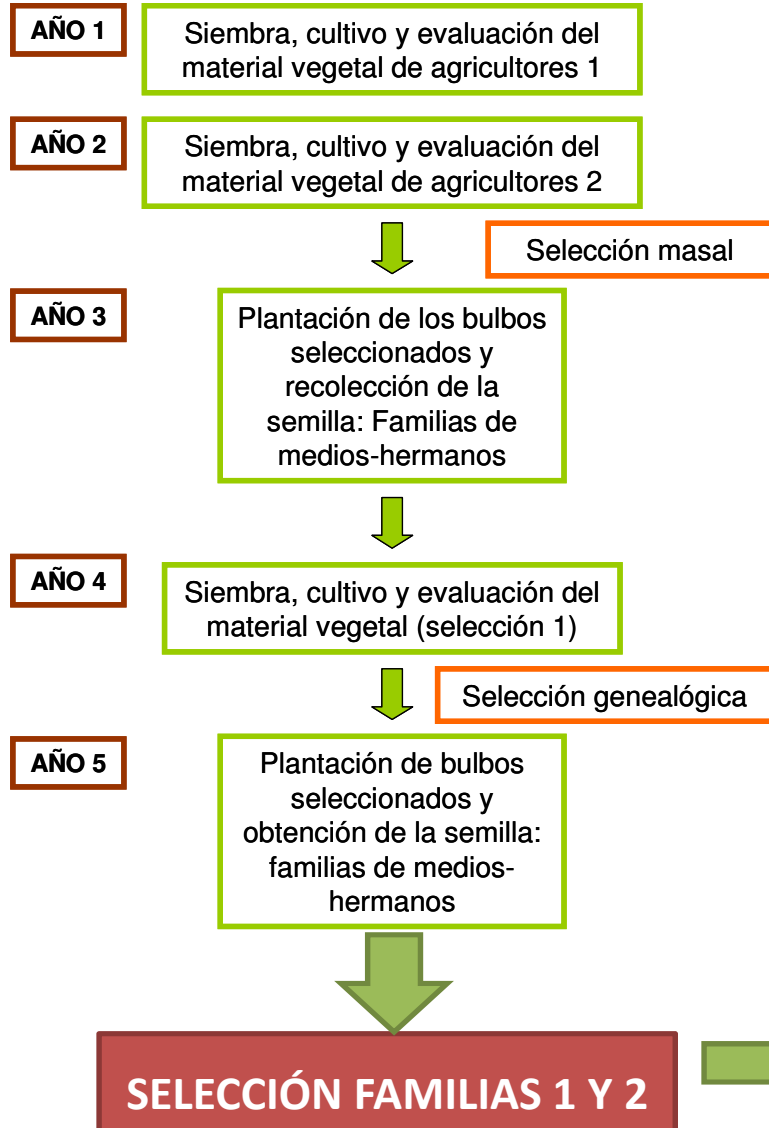 AÑO 1
Siembra, cultivo y evaluación del
material vegetal de agricultores 1
AÑO 2
Siembra, cultivo y evaluación del
material vegetal de agricultores 2
Selección masal
AÑO 3
Plantación de los bulbos
seleccionados y
recolección de la
semilla: Familias de
medios-hermanos
AÑO 4
Siembra, cultivo y evaluación del
material vegetal (selección 1)
Selección genealógica
AÑO 5
Plantación de bulbos
seleccionados y
obtención de la semilla:
familias de medios-
hermanos
SELECCIÓN FAMILIAS 1 Y 2